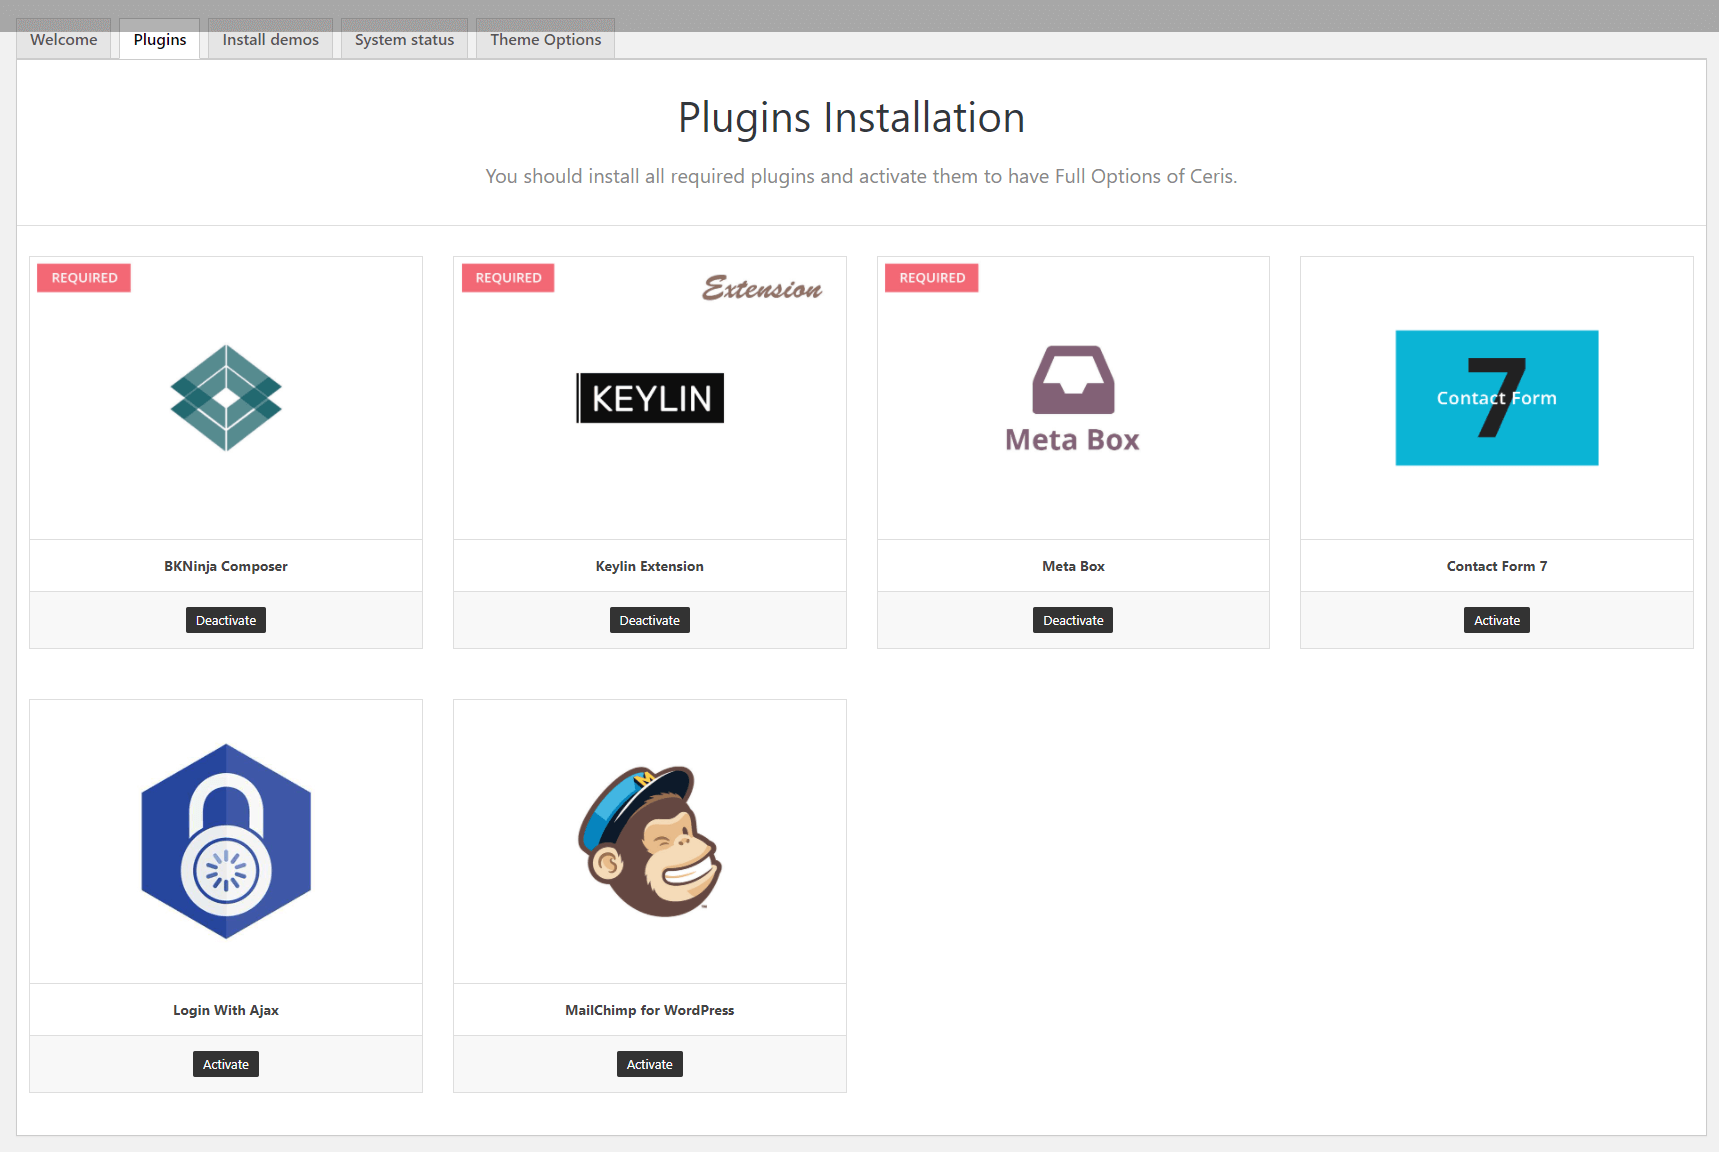 Welcome
Plugins
Install demos
System status
Theme Options
Plugins Installation
You should install all required plugins and activate them to have Full Options of Ceris.
REQUIRED
BKNinja Composer
Deactivate
REQUIRED
Extension
KEYLIN
Keylin Extension
Deactivate
REQUIRED
Meta Box
Meta Box
Deactivate
7
Contact Form
Contact Form 7
Activate
Login With Ajax
Activate
M
MailChimp for WordPress
Activate